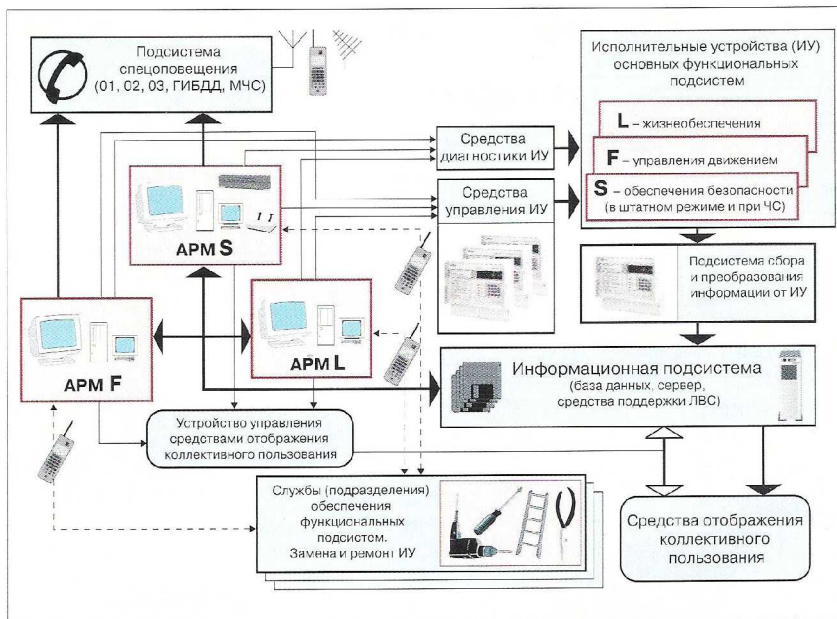 Подсистема
спецоповещения
(01, 02, 03, ГИБДД, МЧС)
Исполнительные устройства (ИУ)
основных функциональных
подсистем
L – жизнеобеспечения
F – управления движением
S – обеспечения безопасности
(в штатном режиме и при ЧС)
Средства
диагностики ИУ
Средства
управления ИУ
АРМ S
АРМ F
АРМ L
Подсистема сбора
и преобразования
информации от ИУ
Информационная подсистема
(база данных, сервер,
средства поддержки ЛВС)
Устройство управления
средствами отображения
коллективного пользования
Службы (подразделения)
обеспечения
функциональных
подсистем.
Замена и ремонт ИУ
Средства отображения
коллективного
пользования